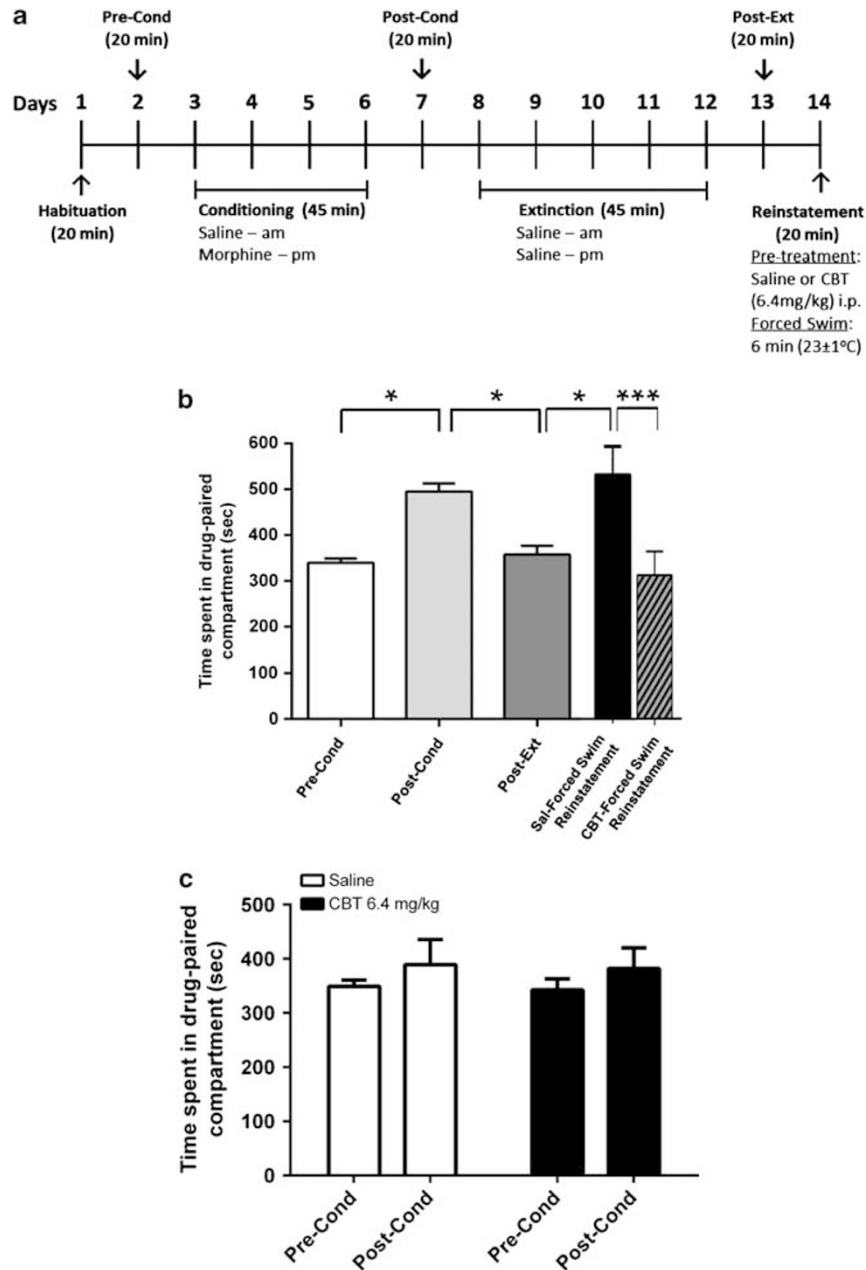 a
Pre-Cond Post-Cond Post-Ext
(20 min) (20 min) (20 min)
Days 1 2 3 4 5 6 7 8 9 10 11 12 13 14
Habituation
(20 min)
Conditioning (45 min)
Saline – am
Morphine – pm
Extinction (45 min)
Saline – am
Saline – pm
Reinstatement
(20 min)
Pre-treatment:
Saline or CBT
(6.4mg/kg) i.p.
Forced Swim:
6 min (23±1ºC)
b
* * * ***
Time spent in drug-paired
compartment (sec)
600
500
400
300
200
100
0
Pre-Cond
Post-Cond
Post-Ext
Sal-Forced Swim
Reinstatement
CBT-Forced Swim
Reinstatement
c
Saline
CBT 6.4 mg/kg
Time spent in drug-paired
compartment (sec)
500
400
300
200
100
0
Pre-Cond
Post-Cond
Pre-Cond
Post-Cond